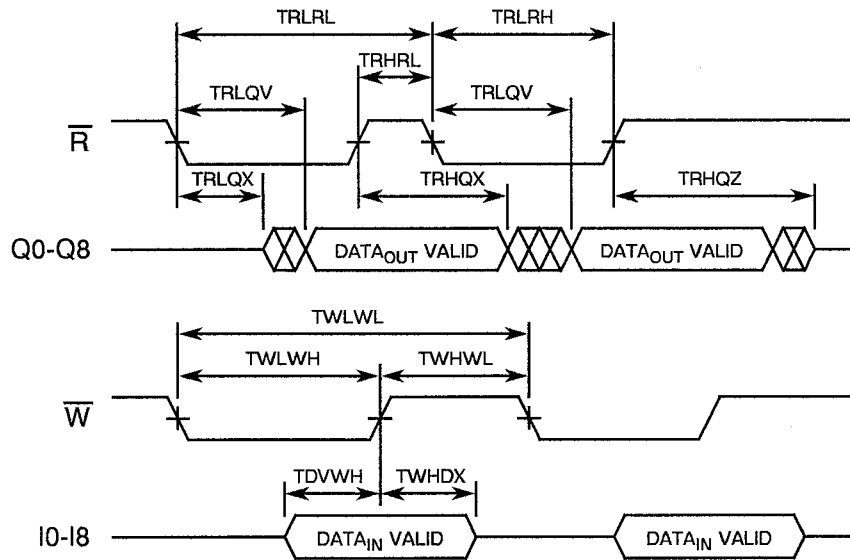 TRLRL TRLRH
TRHRL
TRLQV TRLQV
R
TRLQX TRHQX TRHQZ
Q0-Q8 DATAOUT VALID DATAOUT VALID
TWLWL
TWLWH TWHWL
W
TDVWH TWHDX
I0-I8 DATAIN VALID DATAIN VALID